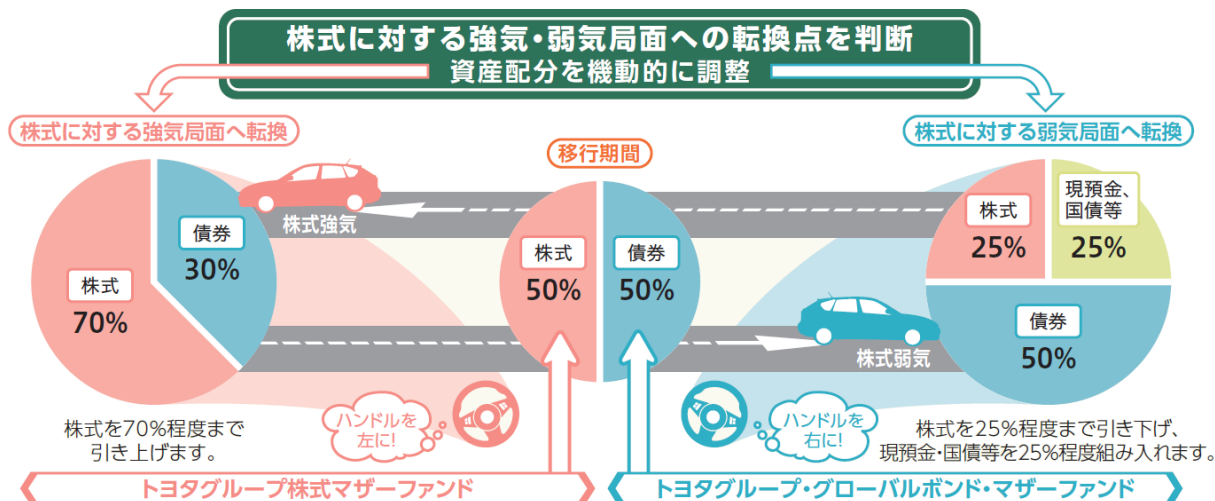 株式に対する強気・弱気局面への転換点を判断
資産配分を機動的に調整
株式に対する強気局面へ転換
移行期間
株式に対する弱気局面へ転換
株式強気
債券
30%
株式
70%
株式
50%
債券
50%
株式
25%
現預金、
国債等
25%
債券
50%
株式弱気
株式を70%程度まで
引き上げます。
ハンドルを
左に!
ハンドルを
右に!
株式を25%程度まで引き下げ、
現預金・国債等を25%程度組み入れます。
トヨタグループ株式マザーファンド
トヨタグループ・グローバルボンド・マザーファンド